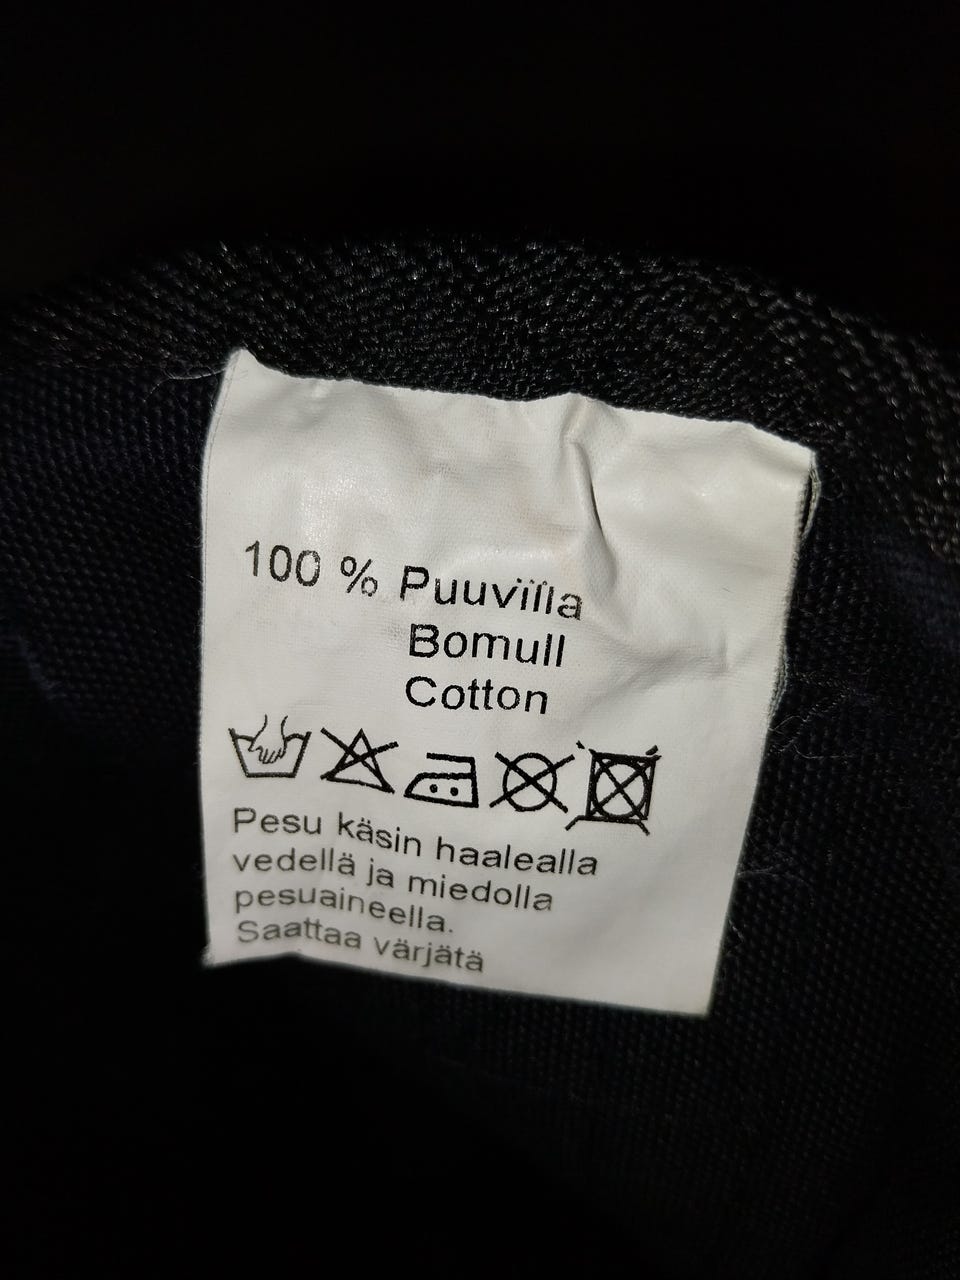 100 % Puuvilla
Bomull
Cotton
Pesu käsin haalealla
vedellä ja miedolla
pesuaineella.
Saattaa värjätä